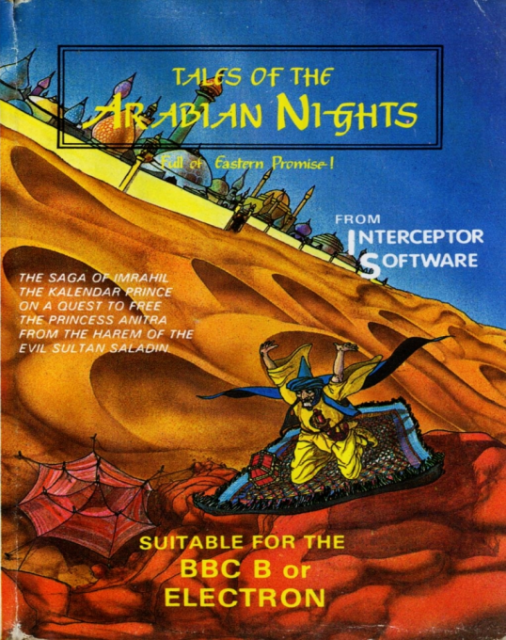 TALES OF THE
ARABIAN NIGHTS
Full of Eastern Promise!
FROM
INTERCEPTOR
SOFTWARE
THE SAGA OF IMRAHIL
THE KALENDAR PRINCE
ON A QUEST TO FREE
THE PRINCESS ANITRA
FROM THE HAREM OF THE
EVIL SULTAN SALADIN
SUITABLE FOR THE
BBC B or
ELECTRON